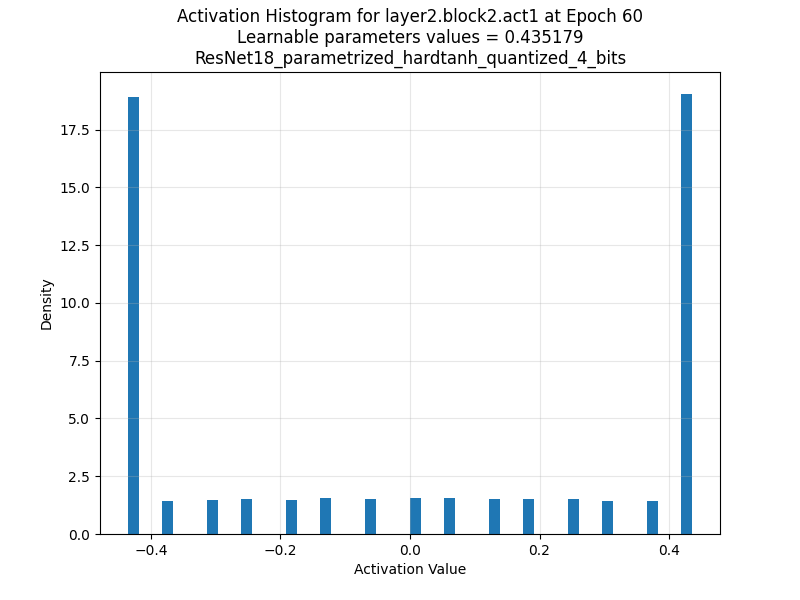 Activation Histogram for layer2.block2.act1 at Epoch 60
Learnable parameters values = 0.435179
ResNet18_parametrized_hardtanh_quantized_4_bits
17.5
15.0
12.5
10.0
7.5
5.0
2.5
0.0
Density
−0.4
−0.2
0.0
0.2
0.4
Activation Value